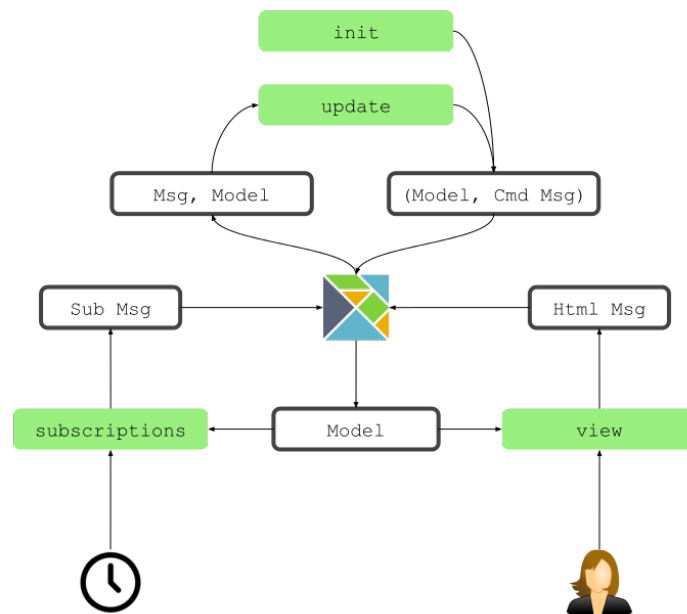 init
update
Msg, Model
(Model, Cmd Msg)
Sub Msg
Html Msg
subscriptions
Model
view